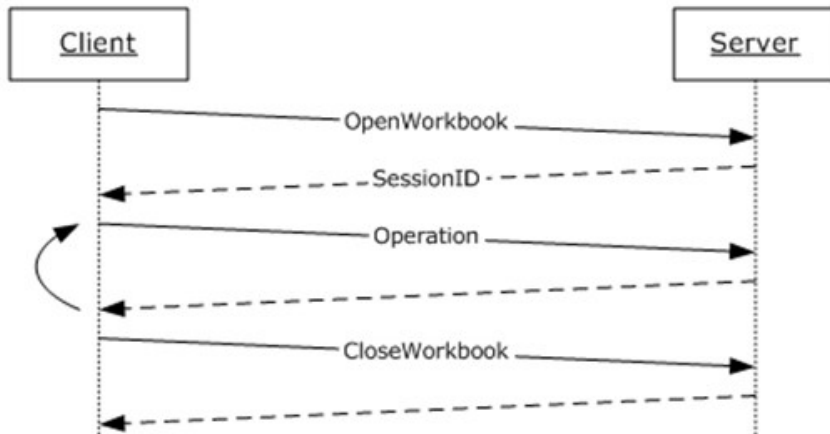 Client
Server
OpenWorkbook
SessionID
Operation
CloseWorkbook